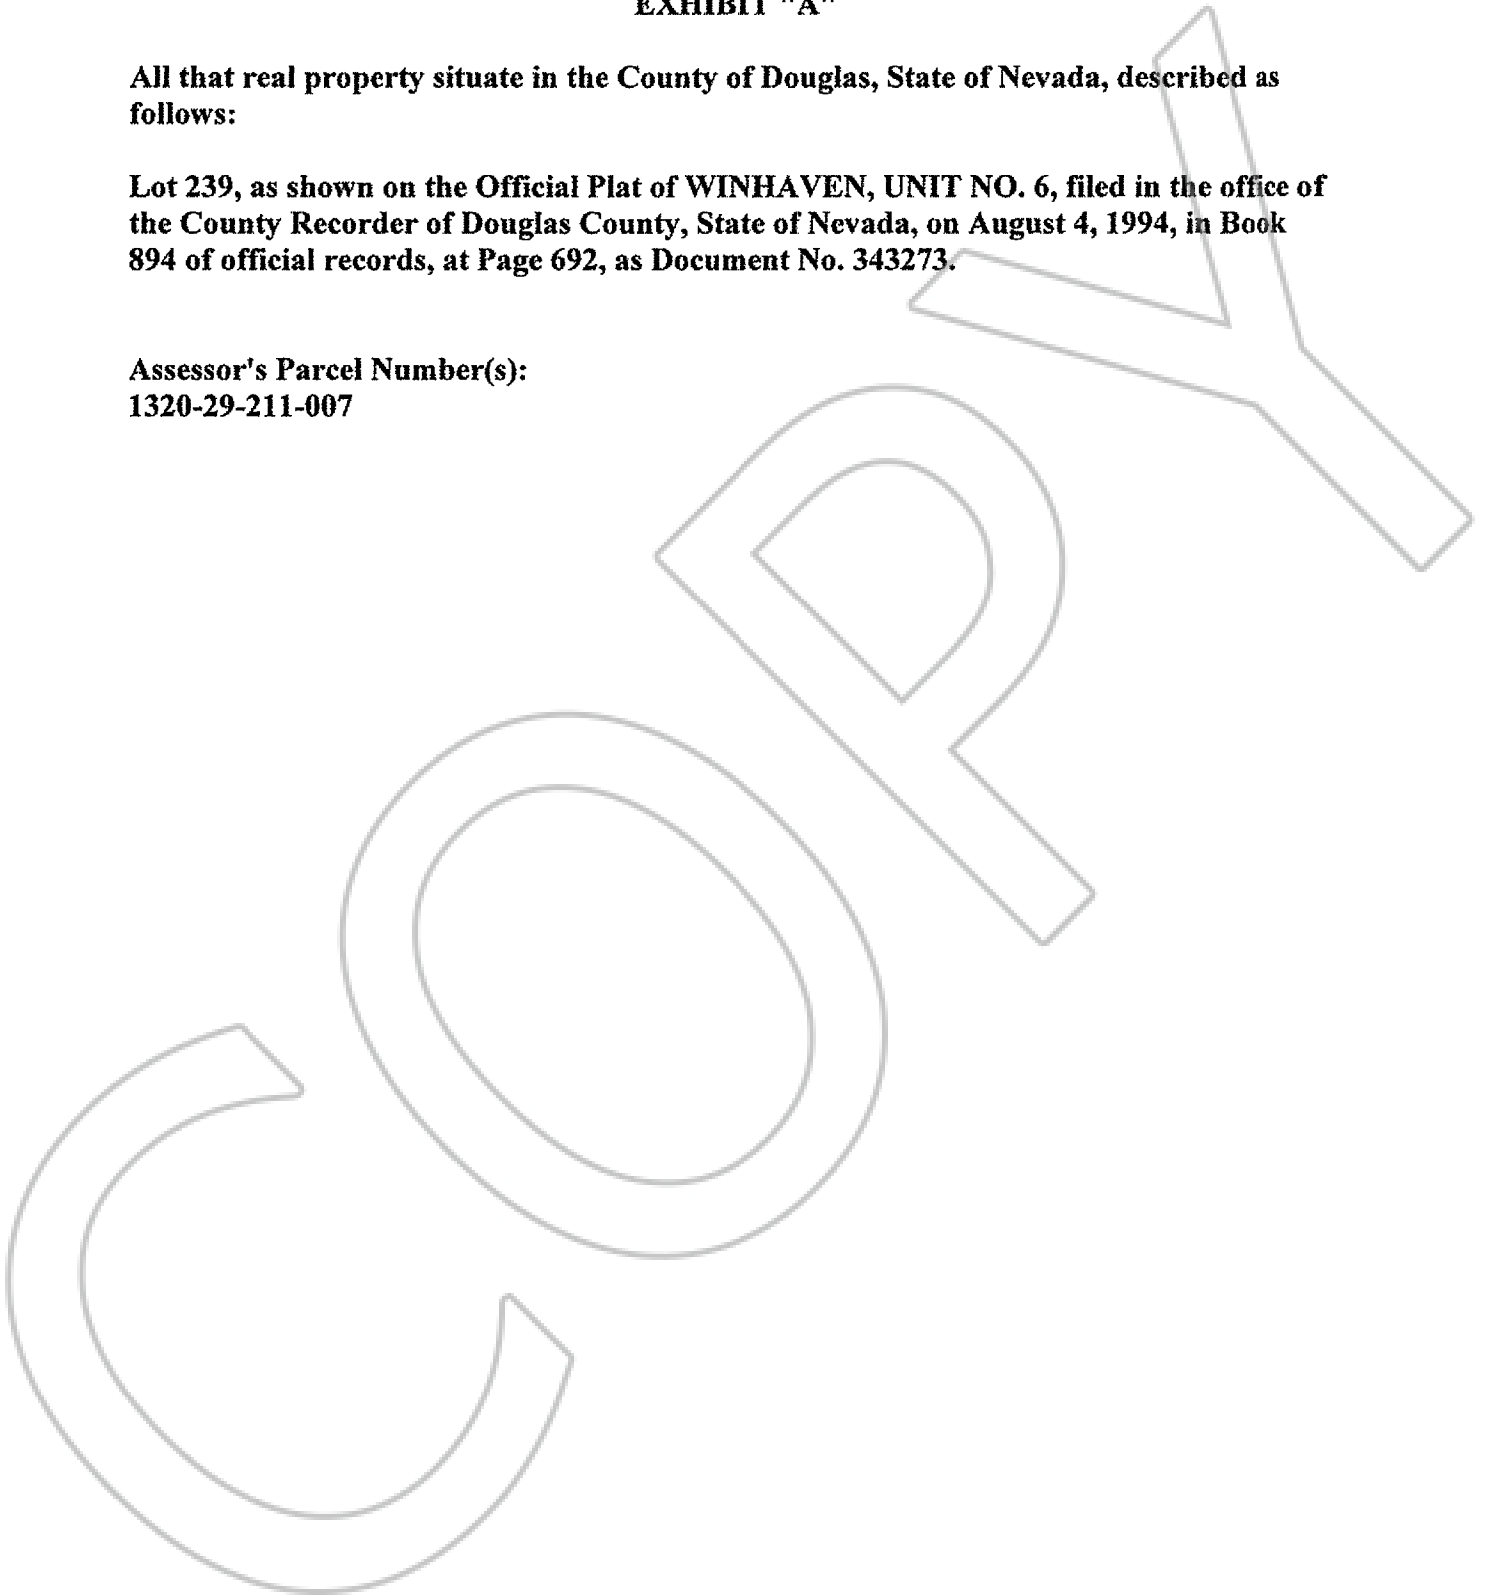 EXHIBIT "A"
All that real property situate in the County of Douglas, State of Nevada, described as
follows:
Lot 239, as shown on the Official Plat of WINHAVEN, UNIT NO. 6, filed in the office of
the County Recorder of Douglas County, State of Nevada, on August 4, 1994, in Book
894 of official records, at Page 692, as Document No. 343273.
Assessor's Parcel Number(s):
1320-29-211-007
COPY